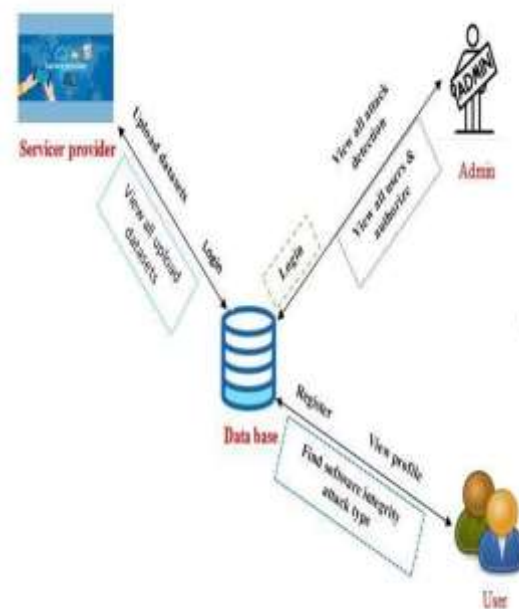 Servicer provider
Upload datasets
Login
View all upload
datasets
View all attack
detection
View all users &
authorize
Login
ADMIN
Admin
Data base
Register
View profile
Find software integrity
attack type
User